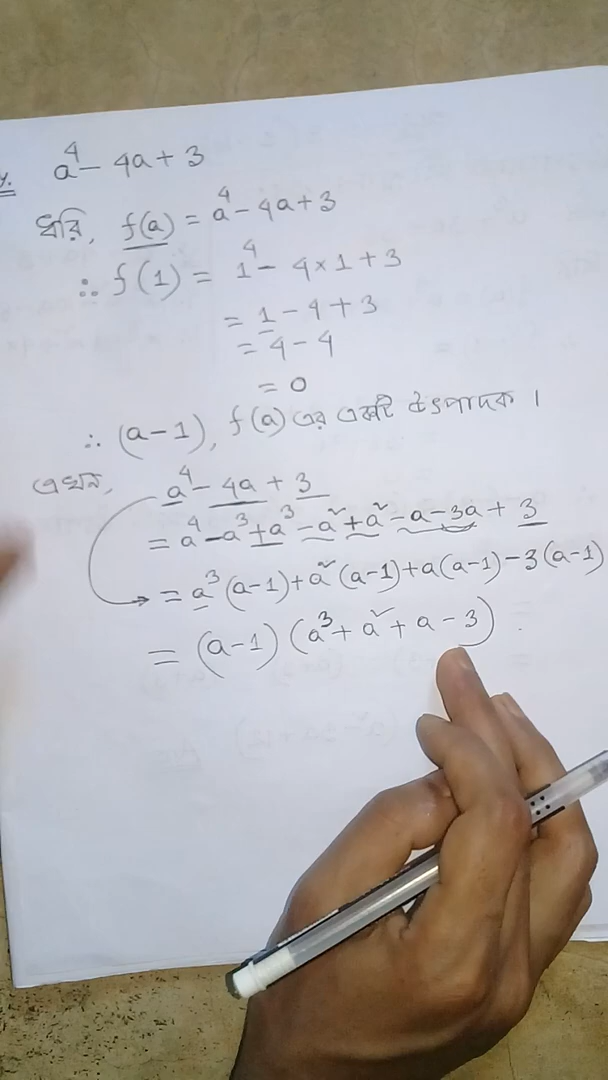 a⁴ - 4a + 3
ধরি, f(a) = a⁴ - 4a + 3
∴ f(1) = 1⁴ - 4×1 + 3
= 1 - 4 + 3
= 4 - 4
= 0
∴ (a-1), f(a) এর একটি উৎপাদক ।
এখন, a⁴ - 4a + 3
= a⁴ - a³ + a³ - a² + a² - a - 3a + 3
= a³(a-1) + a²(a-1) + a(a-1) - 3(a-1)
= (a-1)(a³ + a² + a - 3)